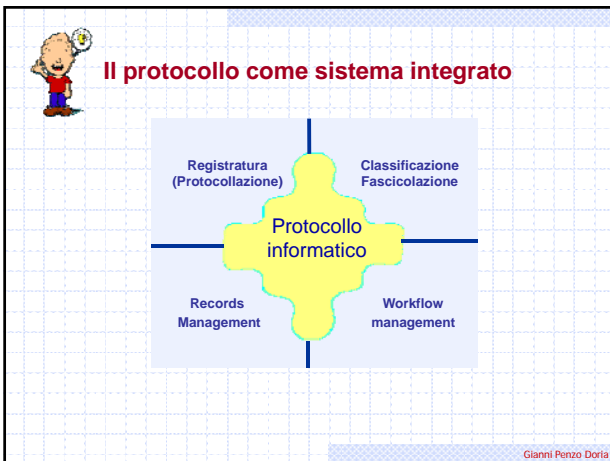 Il protocollo come sistema integrato
Registratura
(Protocollazione)
Classificazione
Fascicolazione
Protocollo
informatico
Records
Management
Workflow
management
Gianni Penzo Doria